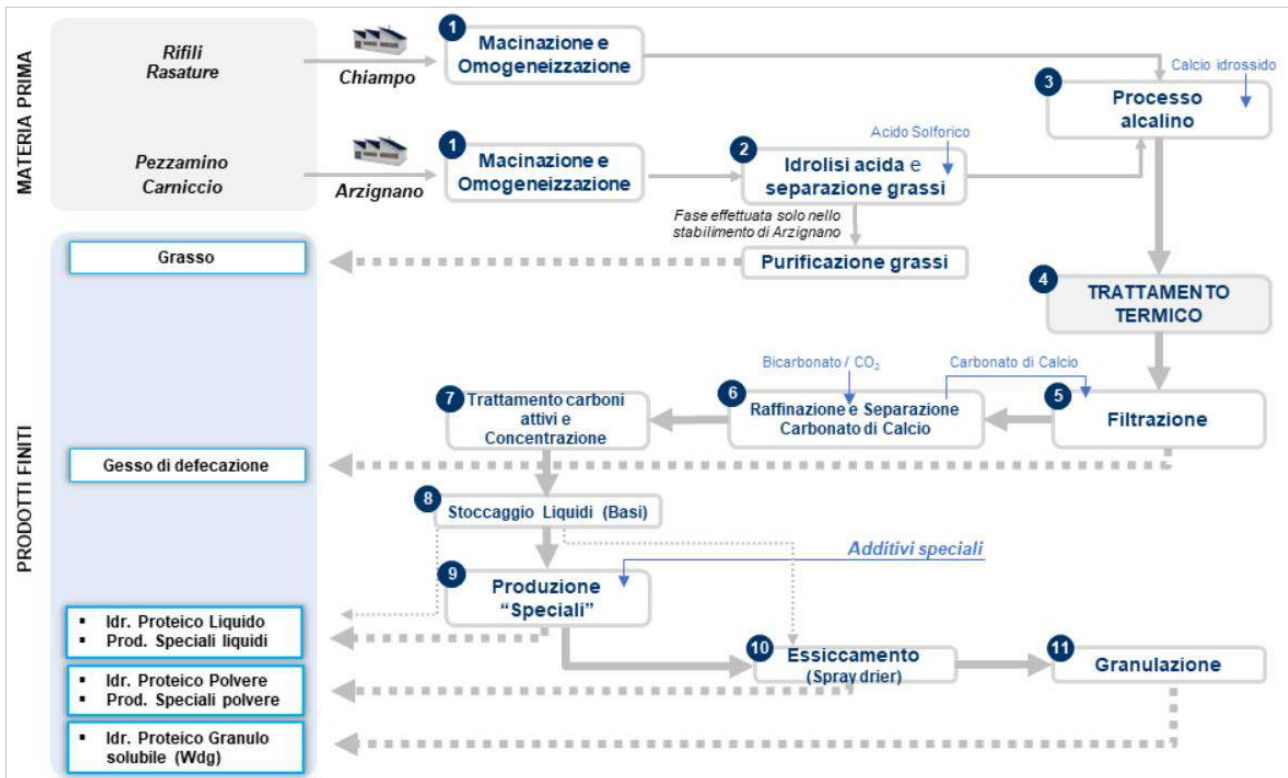 MATERIA PRIMA
Rifili
Rasature
Chiampo
1
Macinazione e
Omogeneizzazione
Calcio idrossido
3
Processo
alcalino
Pezzamino
Carniccio
Arzignano
1
Macinazione e
Omogeneizzazione
Acido Solforico
2
Idrolisi acida e
separazione grassi
Fase effettuata solo nello
stabilimento di Arzignano
Purificazione grassi
PRODOTTI FINITI
Grasso
4
TRATTAMENTO
TERMICO
Bicarbonato / CO₂
Carbonato di Calcio
7
Trattamento carboni
attivi e
Concentrazione
6
Raffinazione e Separazione
Carbonato di Calcio
5
Filtrazione
Gesso di defecazione
8
Stoccaggio Liquidi (Basi)
Additivi speciali
9
Produzione
“Speciali”
▪ Idr. Proteico Liquido
▪ Prod. Speciali liquidi
10
Essiccamento
(Spray drier)
11
Granulazione
▪ Idr. Proteico Polvere
▪ Prod. Speciali polvere
▪ Idr. Proteico Granulo
solubile (Wdg)